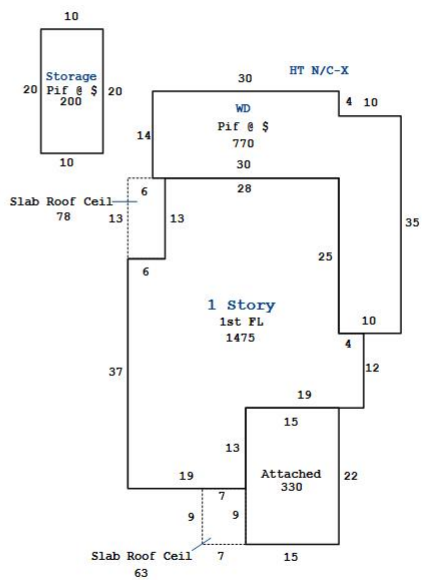 10
30
HT N/C-X
4 10
Storage
20 Pif @ $ 20
200
WD
Pif @ $
770
14
10
30
6 28
Slab Roof Ceil
78
13 13
35
25
6
1 Story
1st FL
1475
10
4
12
37
19
15
13
Attached
330
22
19
7
9 9
Slab Roof Ceil
63
7 15